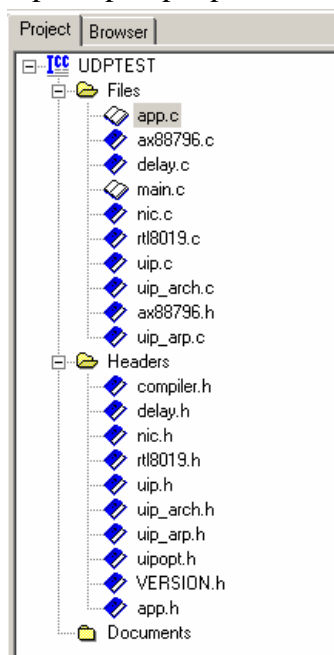 Project Browser
ICC UDPTEST
Files
app.c
ax88796.c
delay.c
main.c
nic.c
rtl8019.c
uip.c
uip_arch.c
ax88796.h
uip_arp.c
Headers
compiler.h
delay.h
nic.h
rtl8019.h
uip.h
uip_arch.h
uip_arp.h
uipopt.h
VERSION.h
app.h
Documents